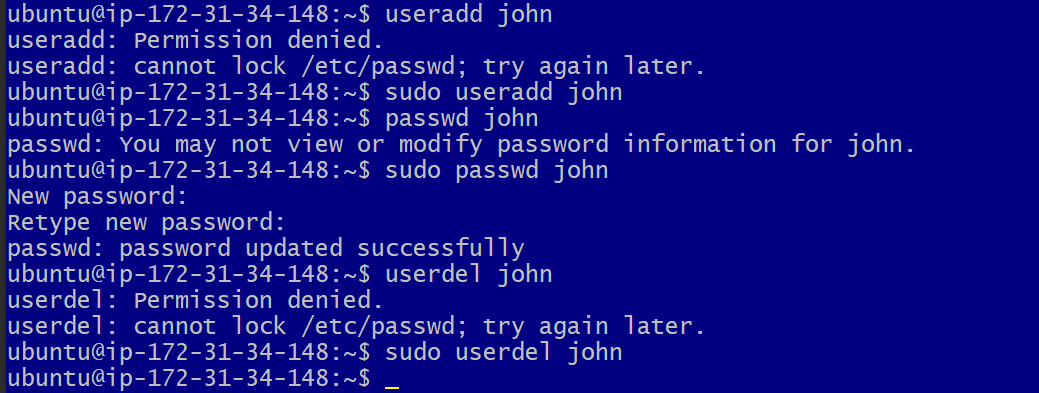 ubuntu@ip-172-31-34-148:~$ useradd john
useradd: Permission denied.
useradd: cannot lock /etc/passwd; try again later.
ubuntu@ip-172-31-34-148:~$ sudo useradd john
ubuntu@ip-172-31-34-148:~$ passwd john
passwd: You may not view or modify password information for john.
ubuntu@ip-172-31-34-148:~$ sudo passwd john
New password:
Retype new password:
passwd: password updated successfully
ubuntu@ip-172-31-34-148:~$ userdel john
userdel: Permission denied.
userdel: cannot lock /etc/passwd; try again later.
ubuntu@ip-172-31-34-148:~$ sudo userdel john
ubuntu@ip-172-31-34-148:~$ _